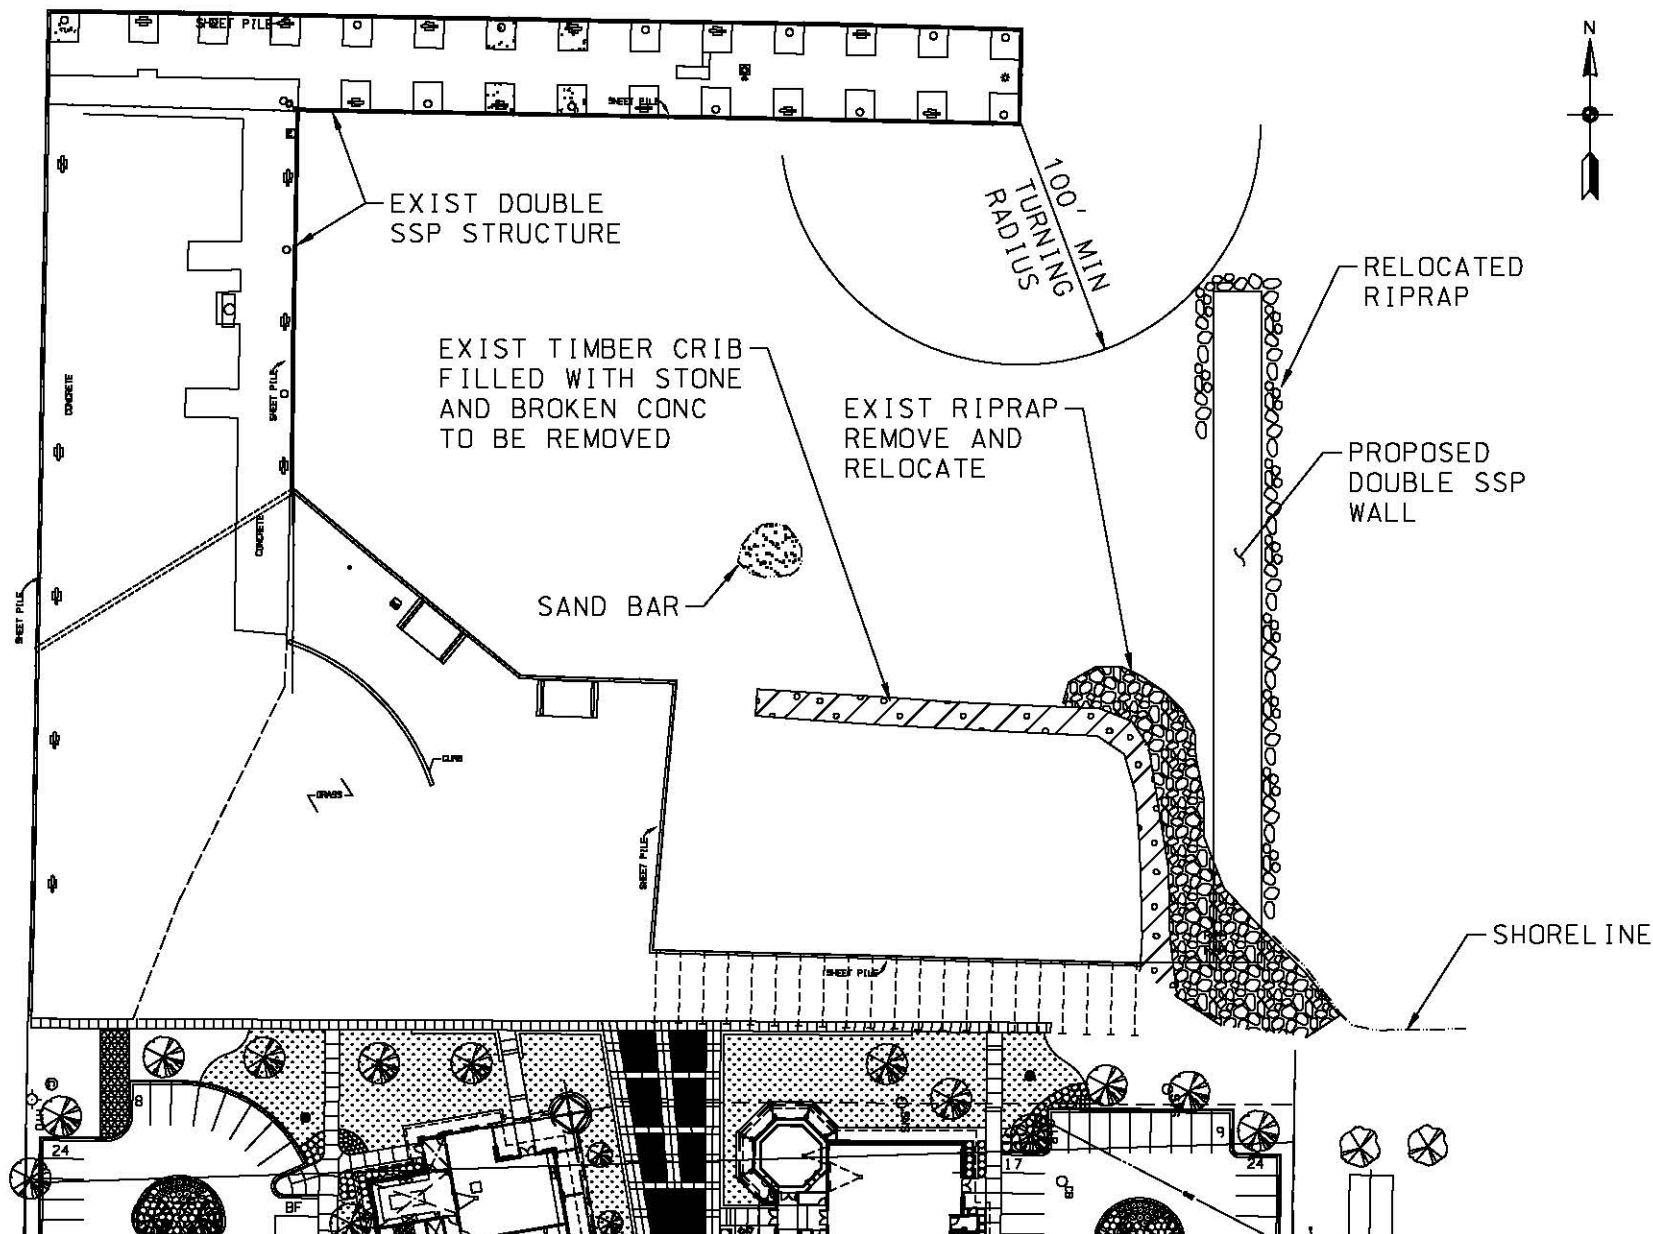 SHEET PILE
N
SHEET PILE
EXIST DOUBLE
SSP STRUCTURE
100' MIN
TURNING
RADIUS
RELOCATED
RIPRAP
EXIST TIMBER CRIB
FILLED WITH STONE
AND BROKEN CONC
TO BE REMOVED
EXIST RIPRAP
REMOVE AND
RELOCATE
CONCRETE
SHEET PILE
PROPOSED
DOUBLE SSP
WALL
CONCRETE
SAND BAR
SHEET PILE
CURB
GRASS
SHEET PILE
SHEET PILE
SHORELINE
8
24
BF
9
17
24